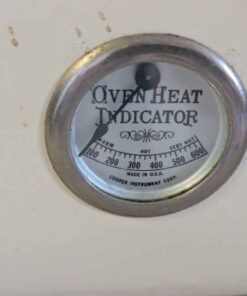 OVEN HEAT
INDICATOR
WARM HOT VERY HOT
100 200 300 400 500 600
MADE IN U.S.A.
COOPER INSTRUMENT CORP.